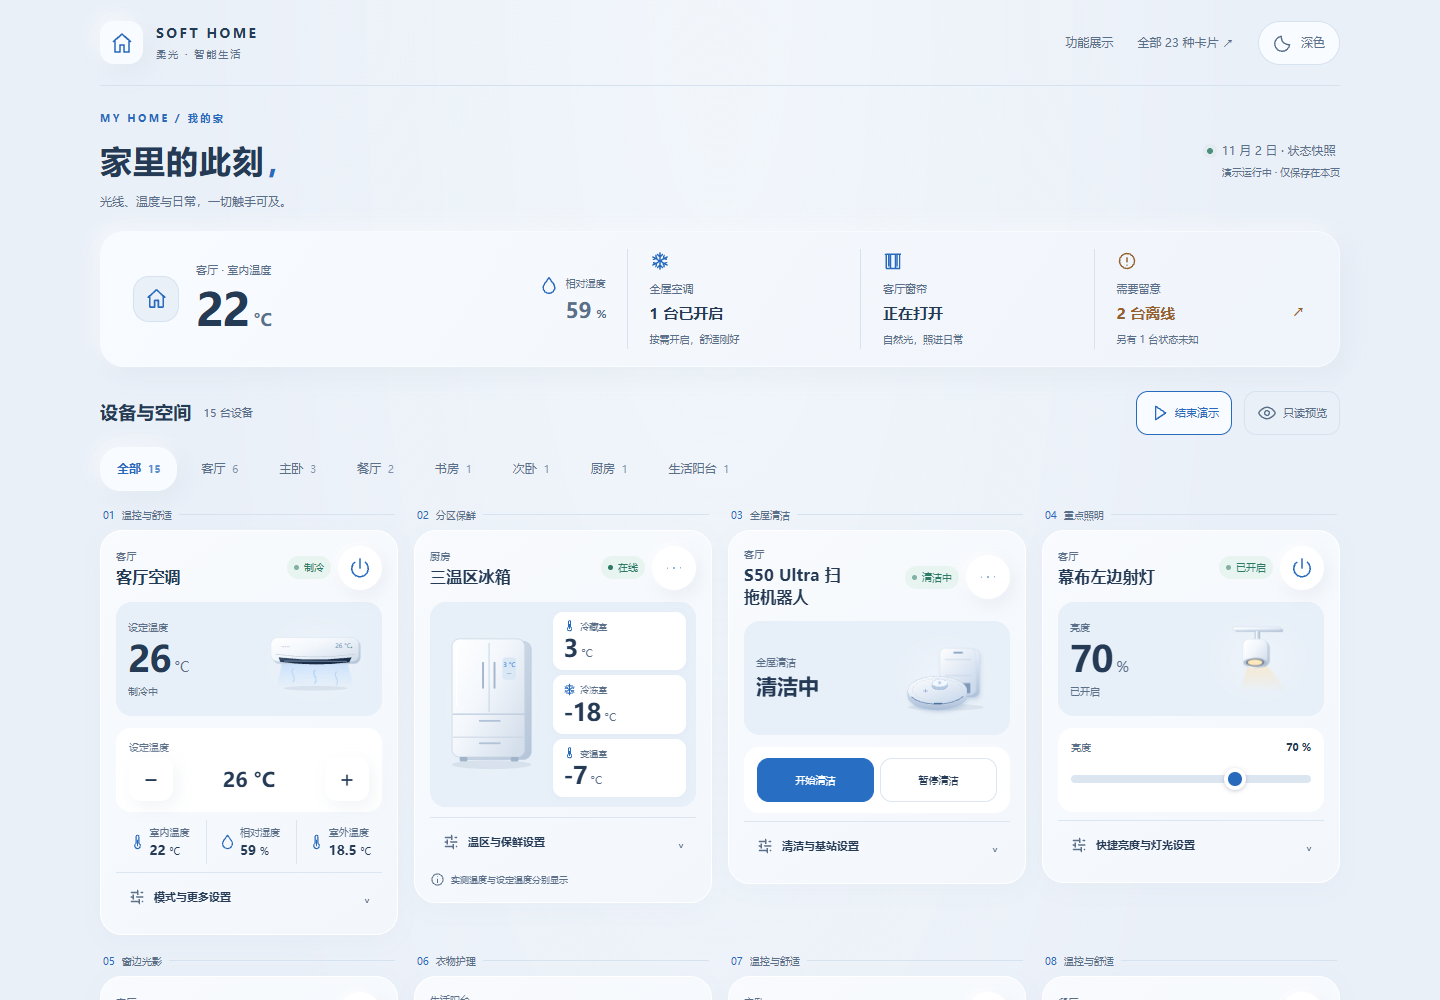 SOFT HOME
柔光 · 智能生活
功能展示
全部 23 种卡片 ↗
深色
MY HOME / 我的家
家里的此刻,
光线、温度与日常，一切触手可及。
11 月 2 日 · 状态快照
演示运行中 · 仅保存在本页
客厅 · 室内温度
22 °C
相对湿度
59 %
全屋空调
1 台已开启
按需开启，舒适刚好
客厅窗帘
正在打开
自然光，照进日常
需要留意
2 台离线
另有 1 台状态未知
↗
设备与空间 15 台设备
结束演示
只读预览
全部 15
客厅 6
主卧 3
餐厅 2
书房 1
次卧 1
厨房 1
生活阳台 1
01 温控与舒适
客厅
客厅空调
制冷
设定温度
26 °C
制冷中
26 °C
设定温度
− 26 °C +
室内温度
22 °C
相对湿度
59 %
室外温度
18.5 °C
模式与更多设置
02 分区保鲜
厨房
三温区冰箱
在线
3 °C
冷藏室
3 °C
冷冻室
-18 °C
变温室
-7 °C
温区与保鲜设置
实测温度与设定温度分别显示
03 全屋清洁
客厅
S50 Ultra 扫
拖机器人
清洁中
全屋清洁
清洁中
开始清洁
暂停清洁
清洁与基站设置
04 重点照明
客厅
幕布左边射灯
已开启
亮度
70 %
已开启
亮度
70 %
快捷亮度与灯光设置
05 窗边光影
06 衣物护理
生活阳台
07 温控与舒适
08 温控与舒适